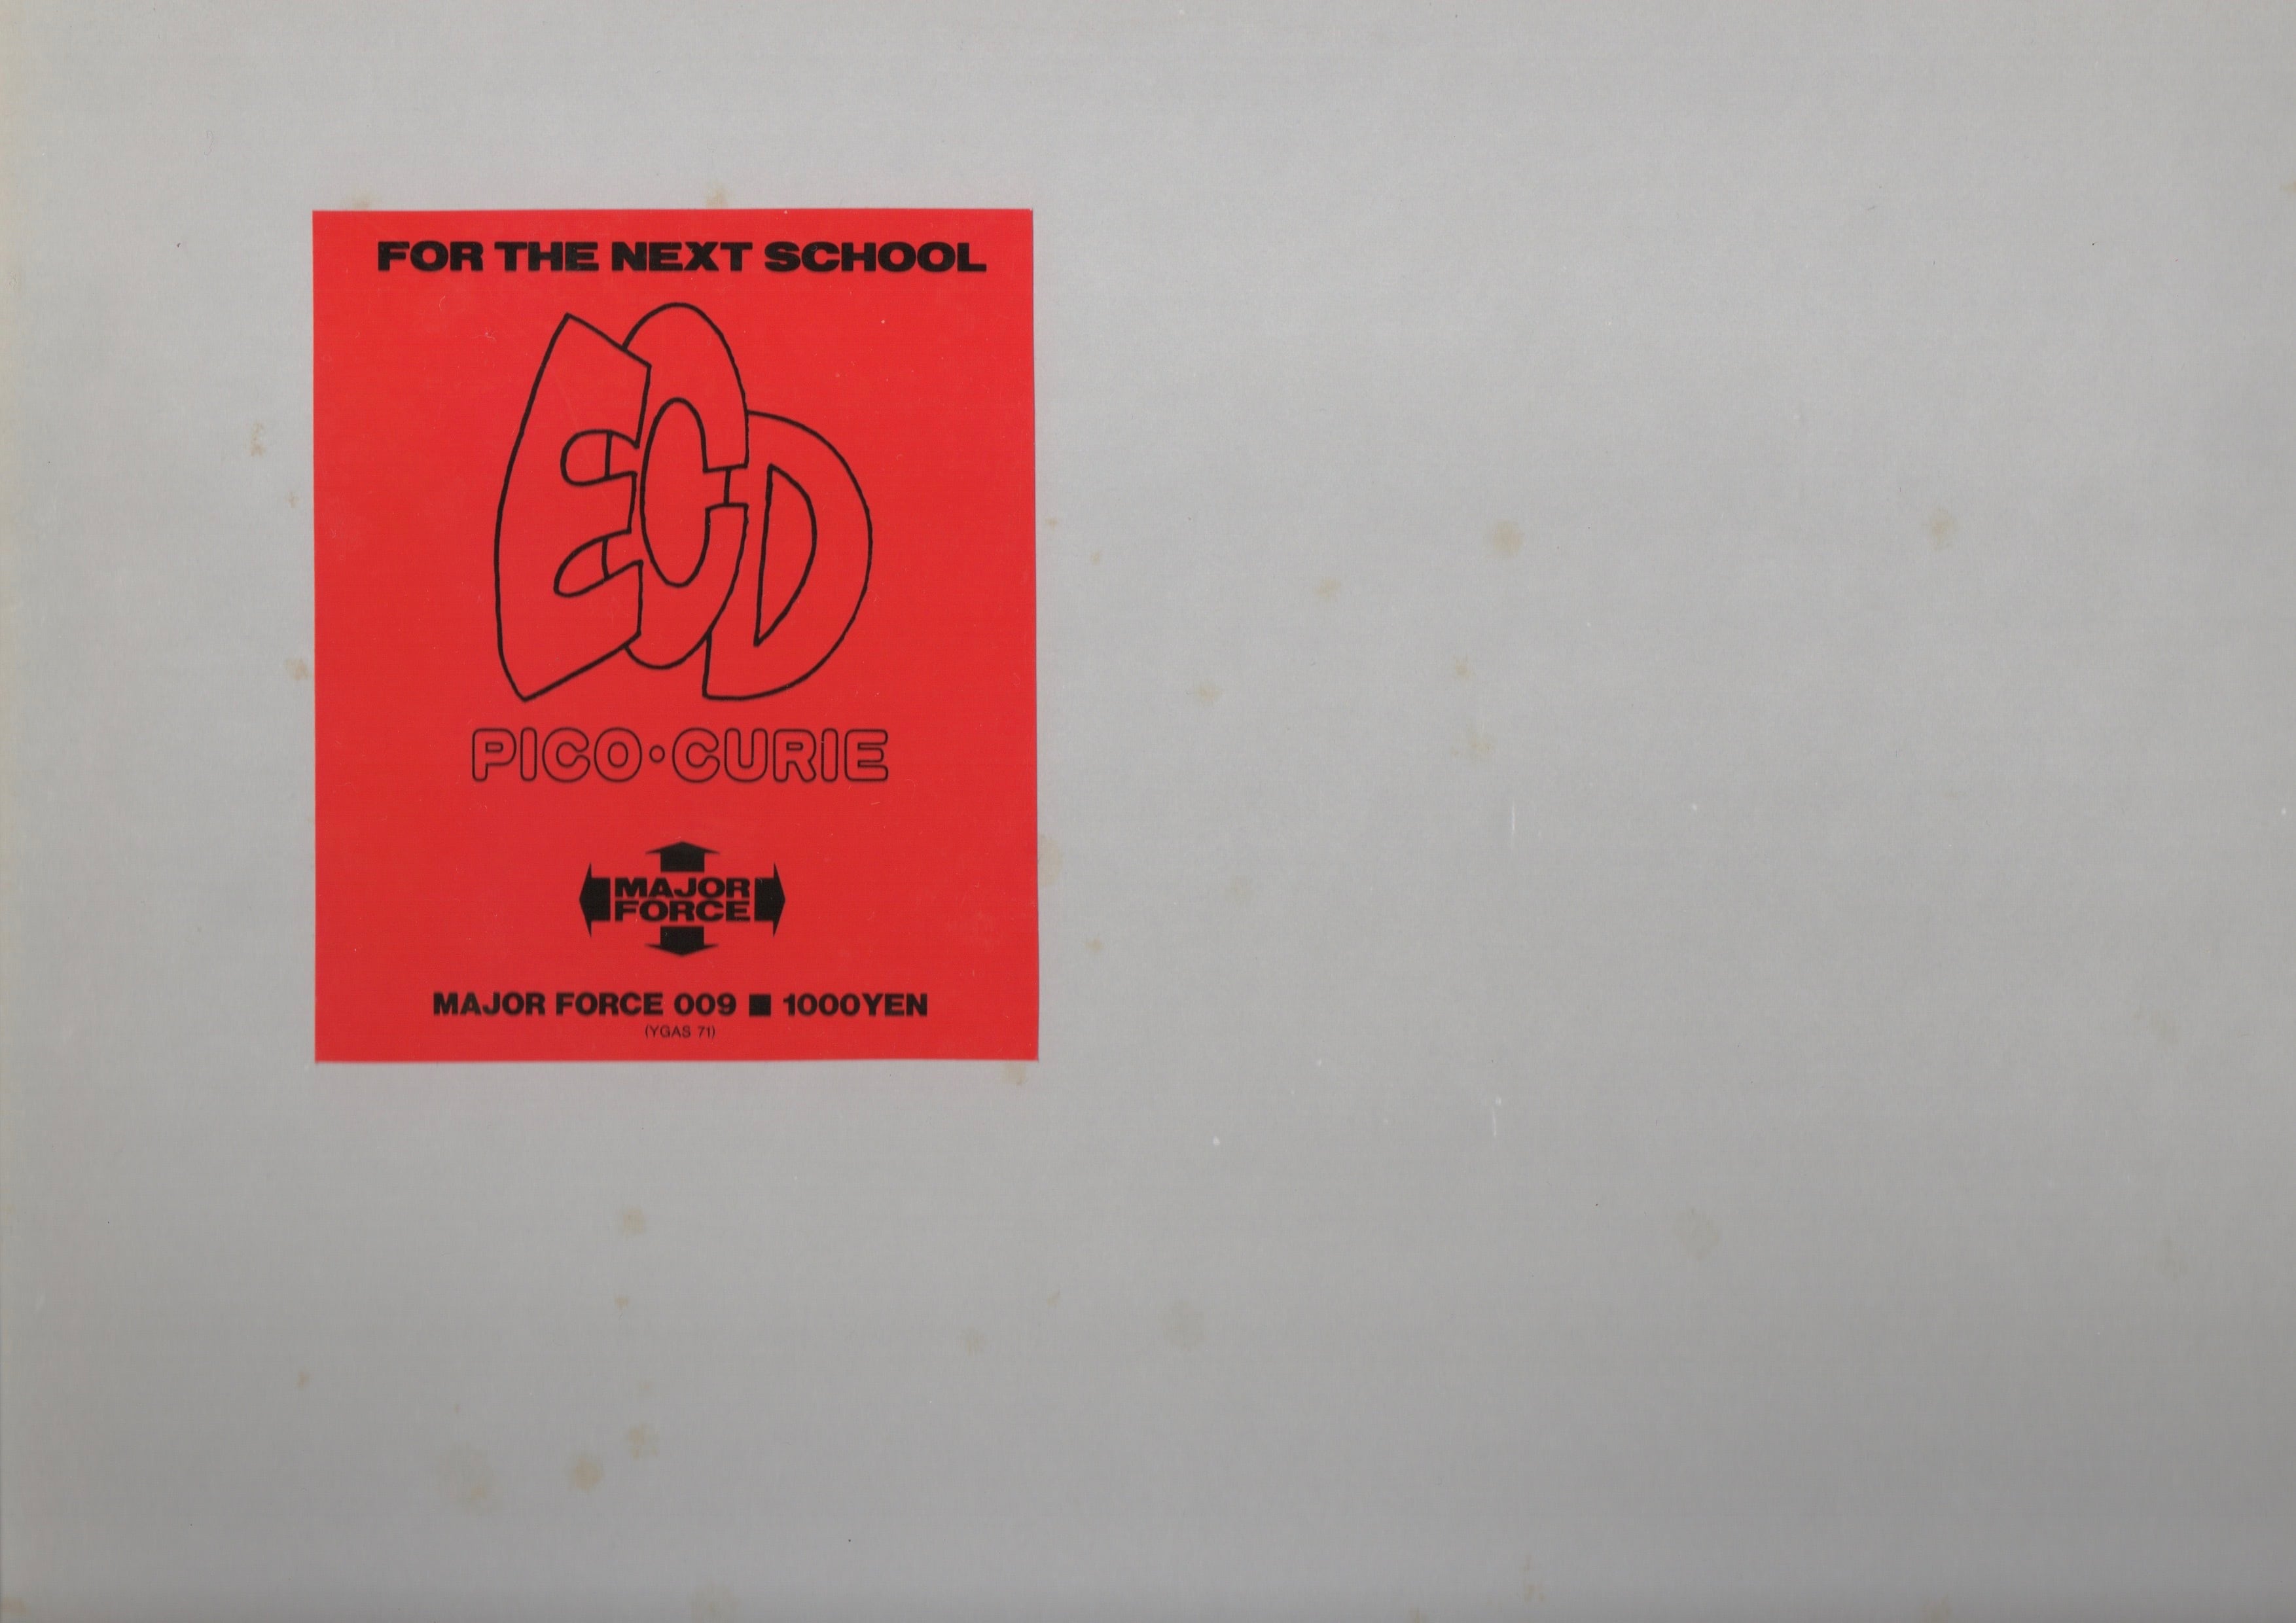 FOR THE NEXT SCHOOL
ECD
PICO•CURIE
MAJOR
FORCE
MAJOR FORCE 009 ■ 1000YEN
(YGAS 71)